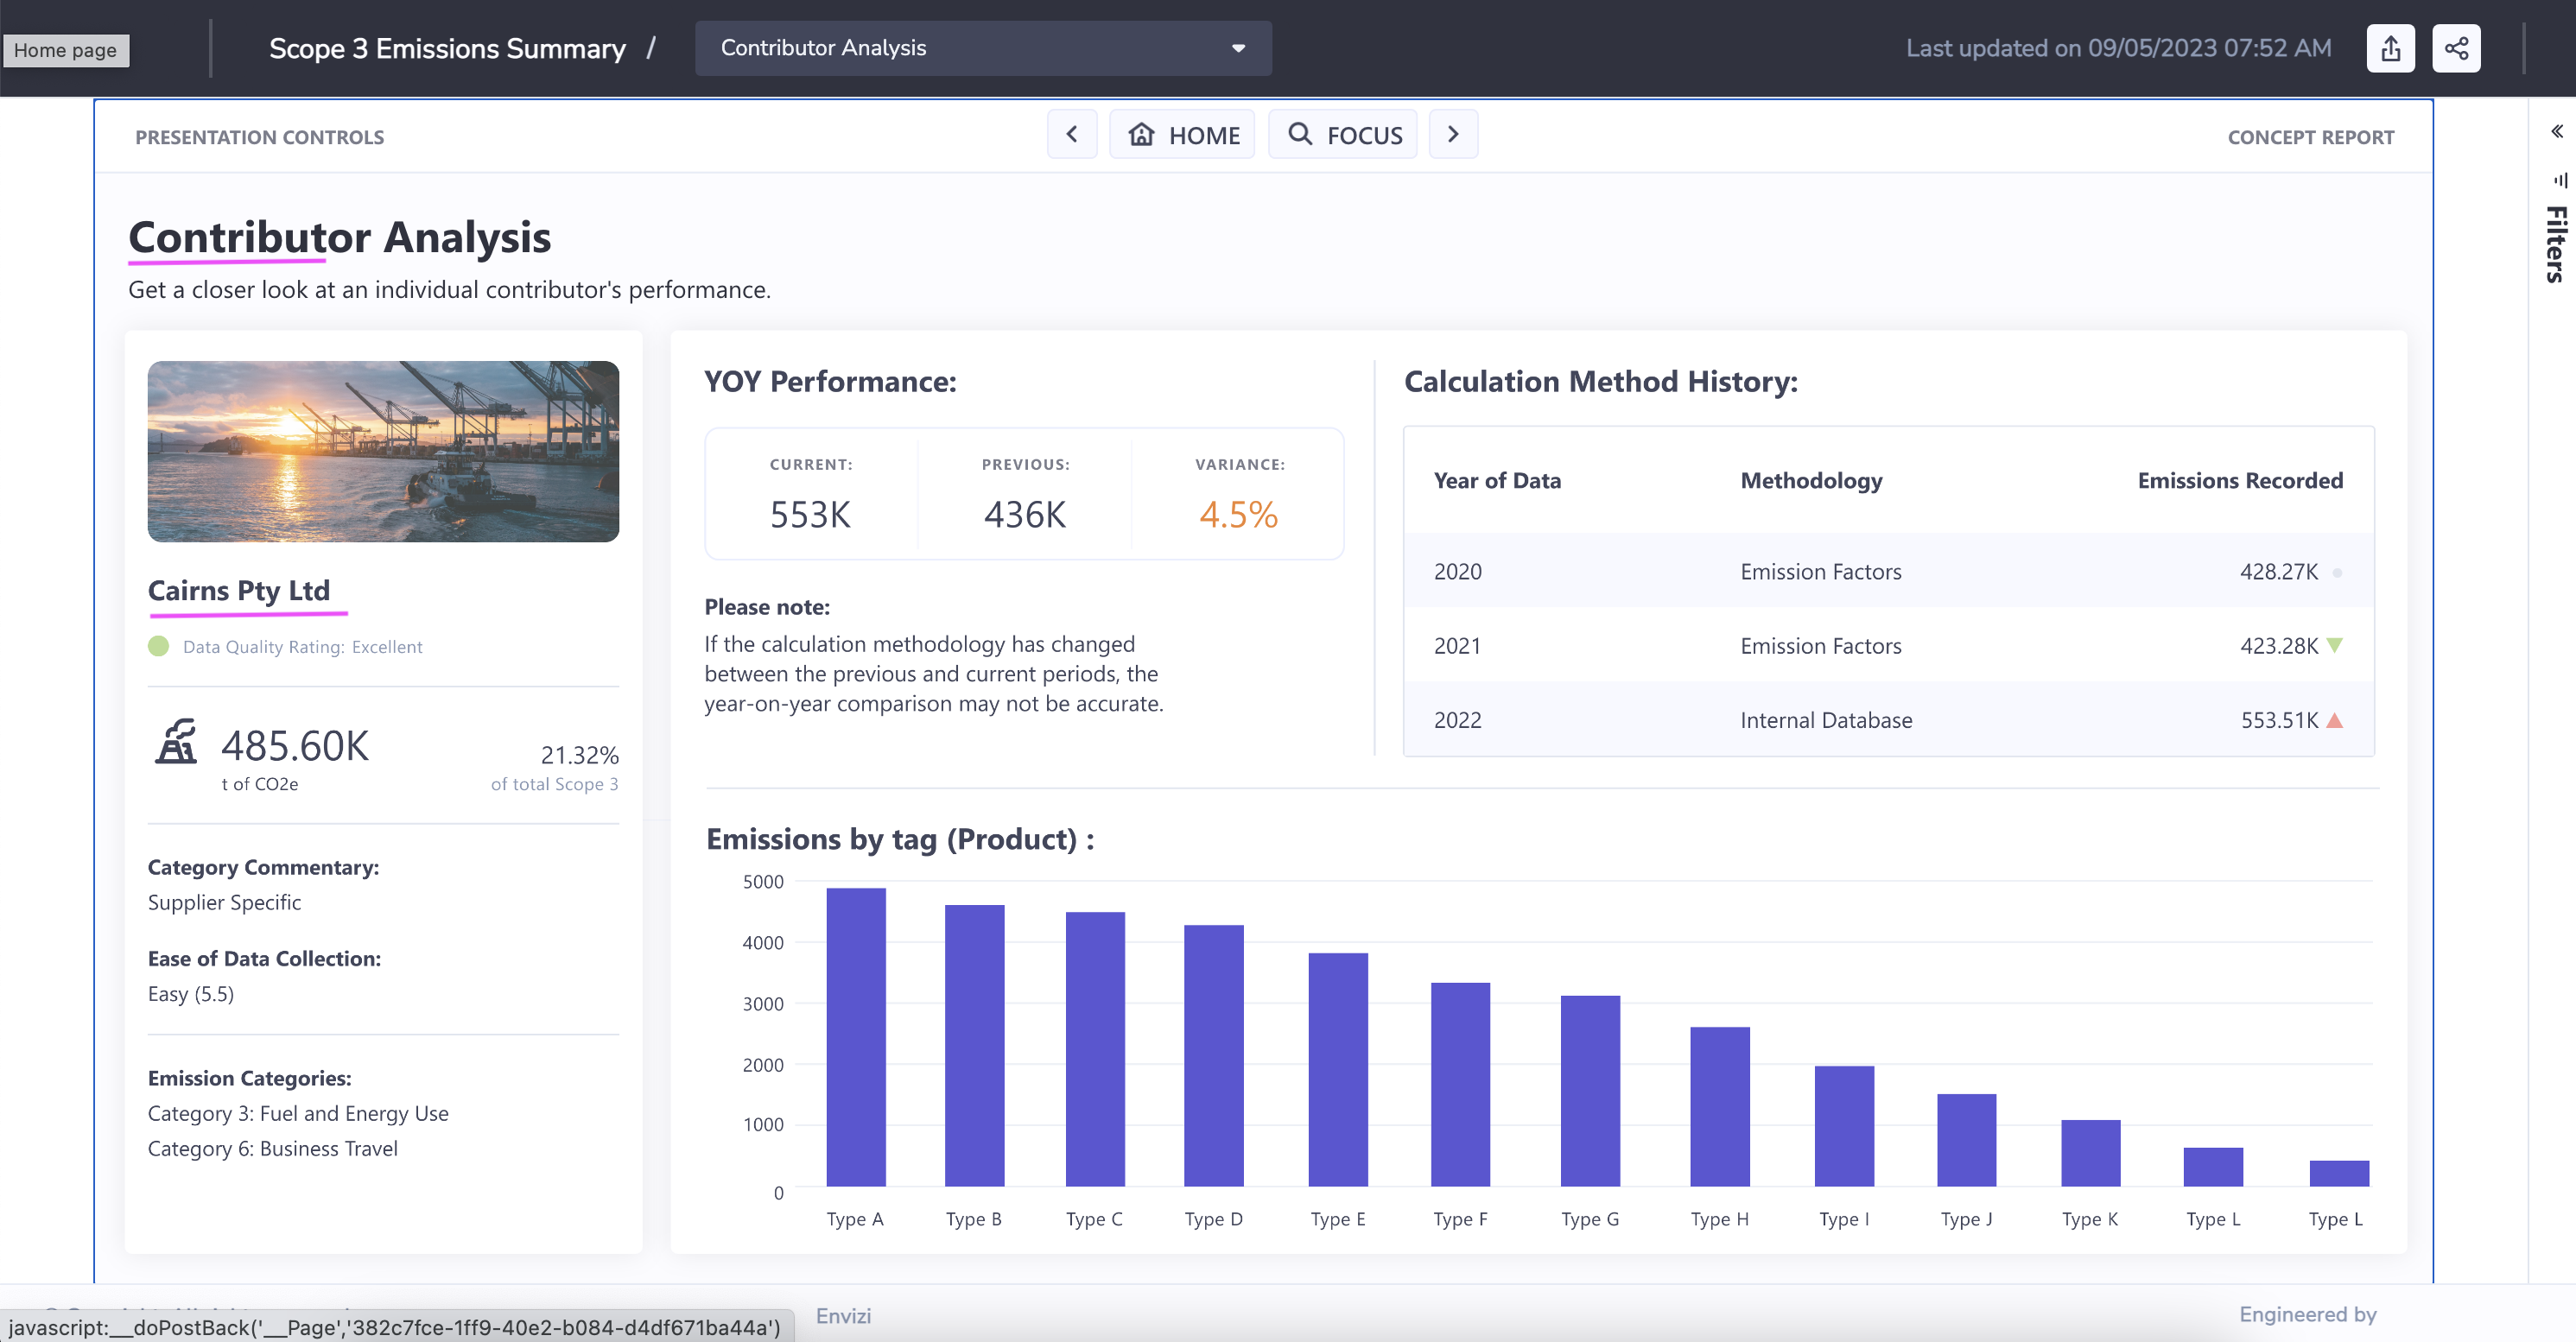 Home page
Scope 3 Emissions Summary /
Contributor Analysis
Last updated on 09/05/2023 07:52 AM
PRESENTATION CONTROLS
HOME
FOCUS
CONCEPT REPORT
Filters
Contributor Analysis
Get a closer look at an individual contributor's performance.
Cairns Pty Ltd
Data Quality Rating: Excellent
485.60K
t of CO2e
21.32%
of total Scope 3
Category Commentary:
Supplier Specific
Ease of Data Collection:
Easy (5.5)
Emission Categories:
Category 3: Fuel and Energy Use
Category 6: Business Travel
YOY Performance:
CURRENT: PREVIOUS: VARIANCE:
553K 436K 4.5%
Please note:
If the calculation methodology has changed
between the previous and current periods, the
year-on-year comparison may not be accurate.
Calculation Method History:
Year of Data Methodology Emissions Recorded
2020 Emission Factors 428.27K
2021 Emission Factors 423.28K
2022 Internal Database 553.51K
Emissions by tag (Product) :
5000
4000
3000
2000
1000
0
Type A Type B Type C Type D Type E Type F Type G Type H Type I Type J Type K Type L Type L
javascript:__doPostBack('__Page','382c7fce-1ff9-40e2-b084-d4df671ba44a')
Envizi
Engineered by